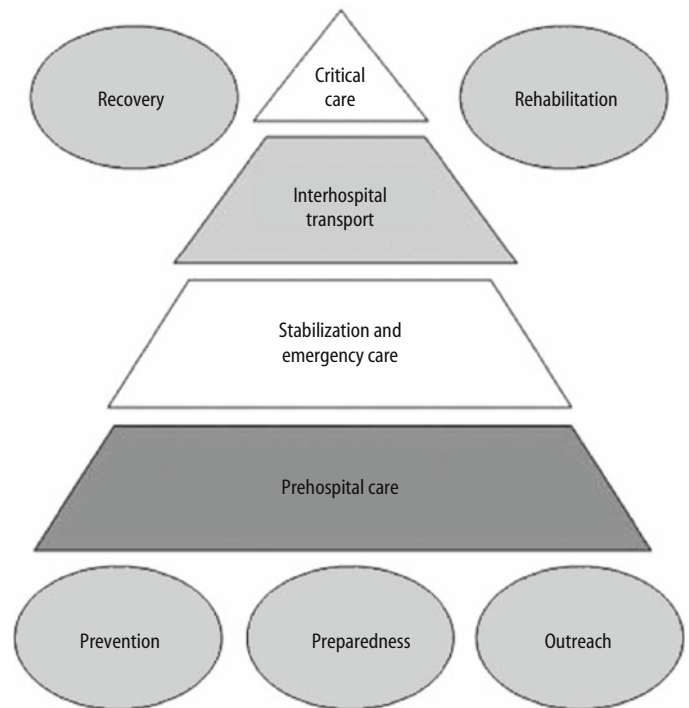 Critical
care
Recovery
Rehabilitation
Interhospital
transport
Stabilization and
emergency care
Prehospital care
Prevention
Preparedness
Outreach